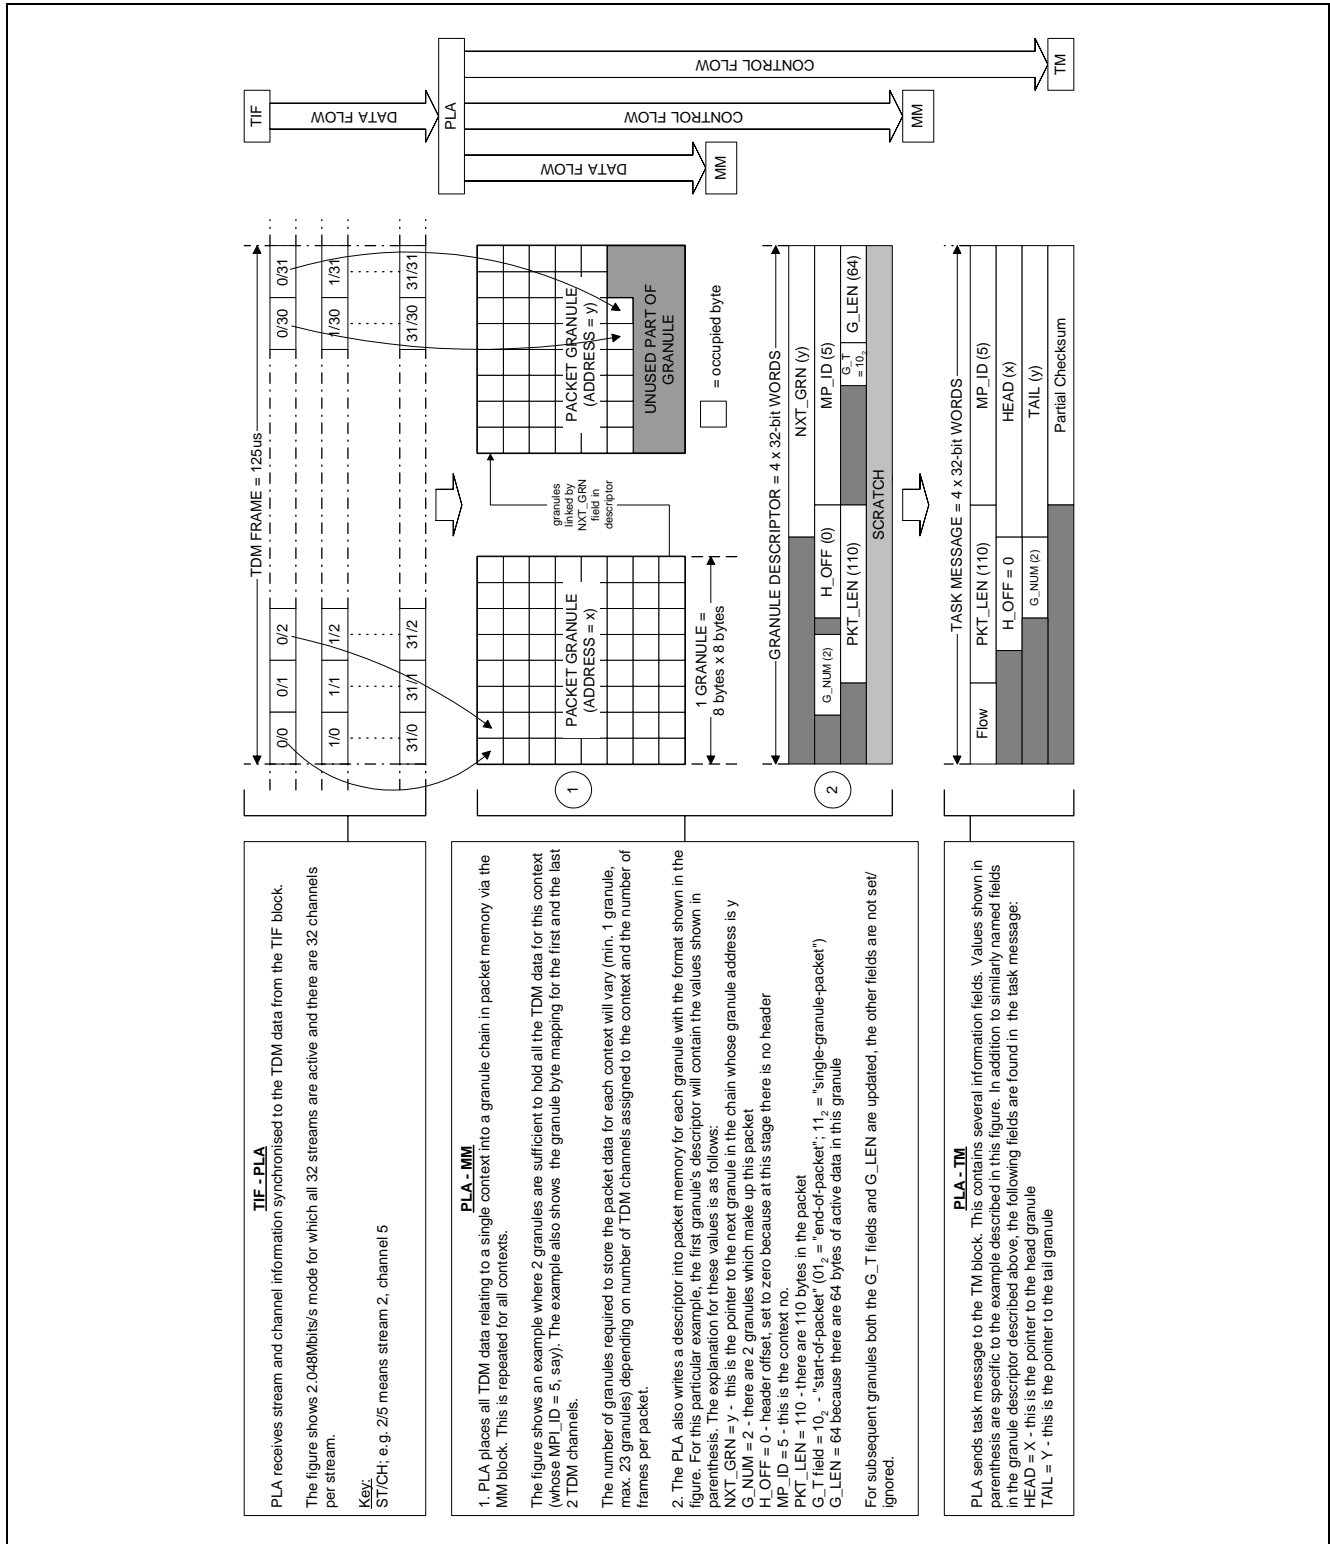 TIF - PLA
PLA receives stream and channel information synchronised to the TDM data from the TIF block.
The figure shows 2.048Mbits/s mode for which all 32 streams are active and there are 32 channels
per stream.
Key:
ST/CH; e.g. 2/5 means stream 2, channel 5
PLA - MM
1. PLA places all TDM data relating to a single context into a granule chain in packet memory via the
MM block. This is repeated for all contexts.
The figure shows an example where 2 granules are sufficient to hold all the TDM data for this context
(whose MPI_ID = 5, say). The example also shows the granule byte mapping for the first and the last
2 TDM channels.
The number of granules required to store the packet data for each context will vary (min. 1 granule,
max. 23 granules) depending on number of TDM channels assigned to the context and the number of
frames per packet.
2. The PLA also writes a descriptor into packet memory for each granule with the format shown in the
figure. For this particular example, the first granule's descriptor will contain the values shown in
parenthesis. The explanation for these values is as follows:
NXT_GRN = y - this is the pointer to the next granule in the chain whose granule address is y
G_NUM = 2 - there are 2 granules which make up this packet
H_OFF = 0 - header offset, set to zero because at this stage there is no header
MP_ID = 5 - this is the context no.
PKT_LEN = 110 - there are 110 bytes in the packet
G_T field = 10₂ - "start-of-packet" (01₂ = "end-of-packet"; 11₂ = "single-granule-packet")
G_LEN = 64 because there are 64 bytes of active data in this granule
For subsequent granules both the G_T fields and G_LEN are updated, the other fields are not set/
ignored.
PLA - TM
PLA sends task message to the TM block. This contains several information fields. Values shown in
parenthesis are specific to the example described in this figure. In addition to similarly named fields
in the granule descriptor described above, the following fields are found in the task message:
HEAD = X - this is the pointer to the head granule
TAIL = Y - this is the pointer to the tail granule
TDM FRAME = 125us
0/0 0/1 0/2 0/30 0/31
1/0 1/1 1/2 1/30 1/31
31/0 31/1 31/2 31/30 31/31
1
PACKET GRANULE
(ADDRESS = x)
1 GRANULE =
8 bytes x 8 bytes
granules
linked by
NXT_GRN
field in
descriptor
PACKET GRANULE
(ADDRESS = y)
UNUSED PART OF
GRANULE
= occupied byte
2
GRANULE DESCRIPTOR = 4 x 32-bit WORDS
NXT_GRN (y)
G_NUM (2) H_OFF (0) MP_ID (5)
PKT_LEN (110) G_T
= 10₂ G_LEN (64)
SCRATCH
TASK MESSAGE = 4 x 32-bit WORDS
Flow PKT_LEN (110) MP_ID (5)
H_OFF = 0 HEAD (x)
G_NUM (2) TAIL (y)
Partial Checksum
TIF
DATA FLOW
PLA
DATA FLOW
MM
CONTROL FLOW
MM
CONTROL FLOW
TM